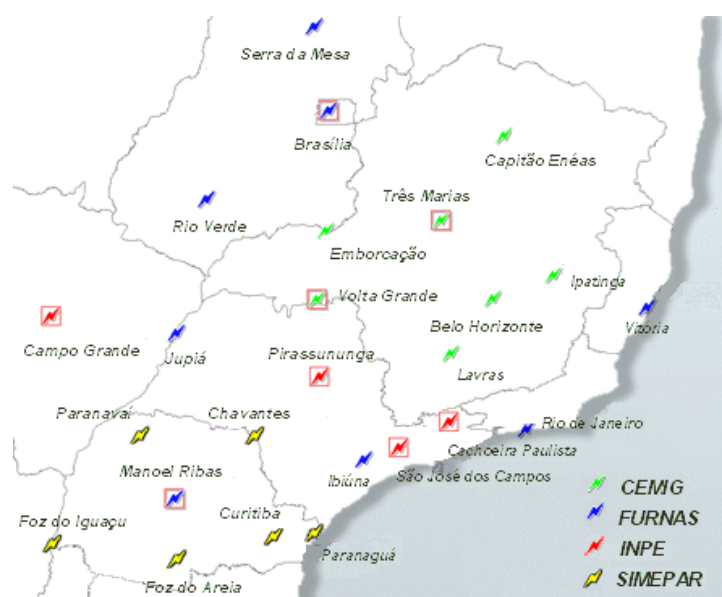 Serra da Mesa
Brasília
Capitão Enéas
Três Marias
Rio Verde
Emborcação
Ipatinga
Volta Grande
Belo Horizonte
Vitória
Campo Grande
Jupiá
Pirassununga
Lavras
Paranavaí
Chavantes
Rio de Janeiro
Cachoeira Paulista
Manoel Ribas
Ibiúna
São José dos Campos
CEMIG
Foz do Iguaçu
Curitiba
FURNAS
Paranaguá
INPE
Foz do Areia
SIMEPAR